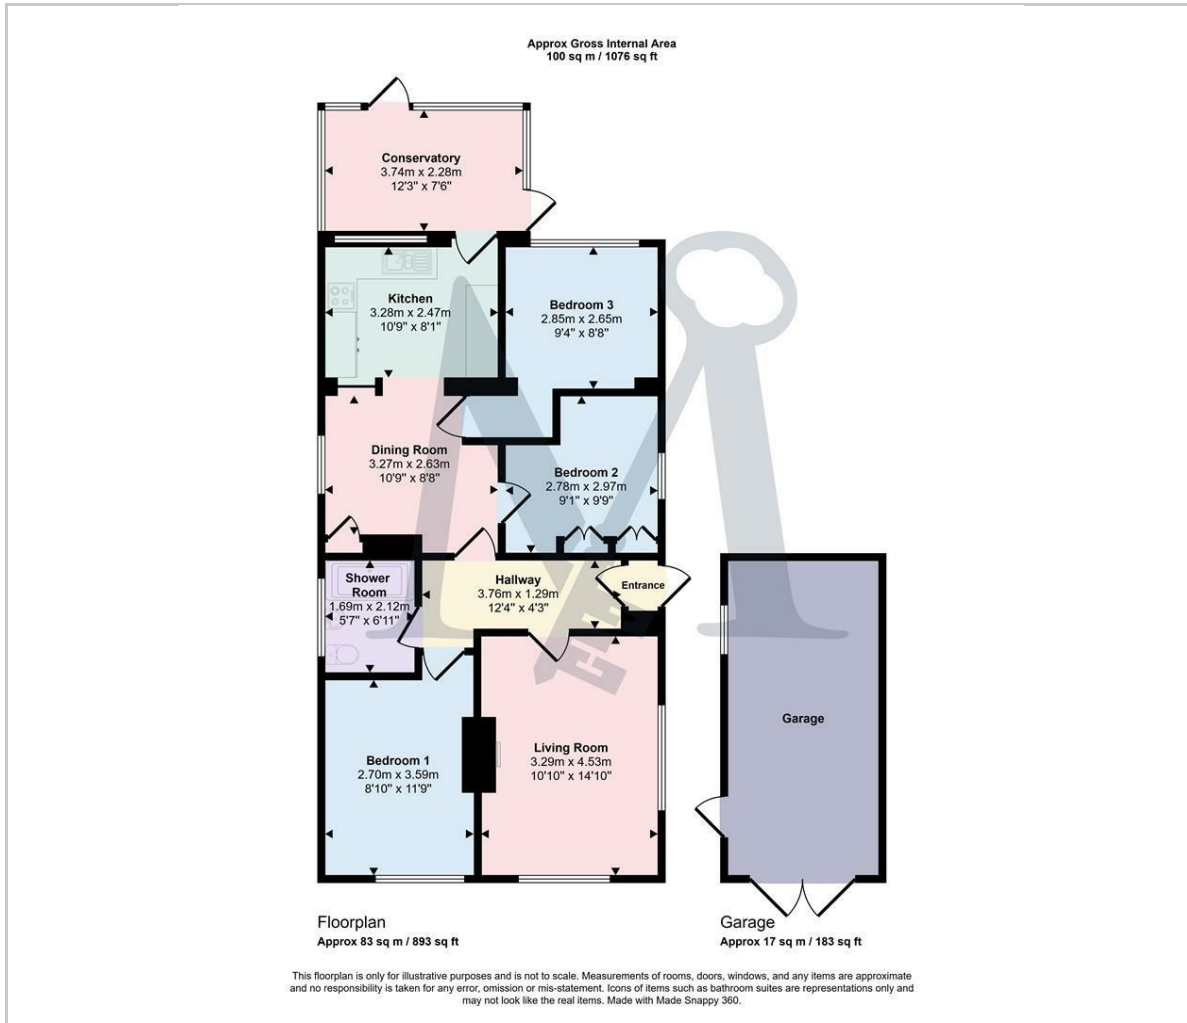 Approx Gross Internal Area
100 sq m / 1076 sq ft
Conservatory
3.74m x 2.28m
12'3" x 7'6"
Kitchen
3.28m x 2.47m
10'9" x 8'1"
Bedroom 3
2.85m x 2.65m
9'4" x 8'8"
Dining Room
3.27m x 2.63m
10'9" x 8'8"
Bedroom 2
2.78m x 2.97m
9'1" x 9'9"
Shower
Room
1.69m x 2.12m
5'7" x 6'11"
Hallway
3.76m x 1.29m
12'4" x 4'3"
Entrance
Bedroom 1
2.70m x 3.59m
8'10" x 11'9"
Living Room
3.29m x 4.53m
10'10" x 14'10"
Garage
Floorplan
Approx 83 sq m / 893 sq ft
Garage
Approx 17 sq m / 183 sq ft
This floorplan is only for illustrative purposes and is not to scale. Measurements of rooms, doors, windows, and any items are approximate
and no responsibility is taken for any error, omission or mis-statement. Icons of items such as bathroom suites are representations only and
may not look like the real items. Made with Made Snappy 360.